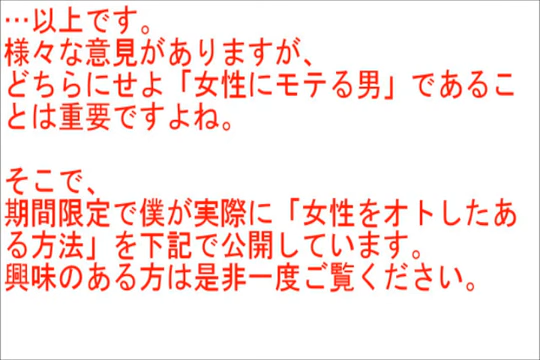 …以上です。
様々な意見がありますが、
どちらにせよ「女性にモテる男」であるこ
とは重要ですよね。
そこで、
期間限定で僕が実際に「女性をオトしたあ
る方法」を下記で公開しています。
興味のある方は是非一度ご覧ください。